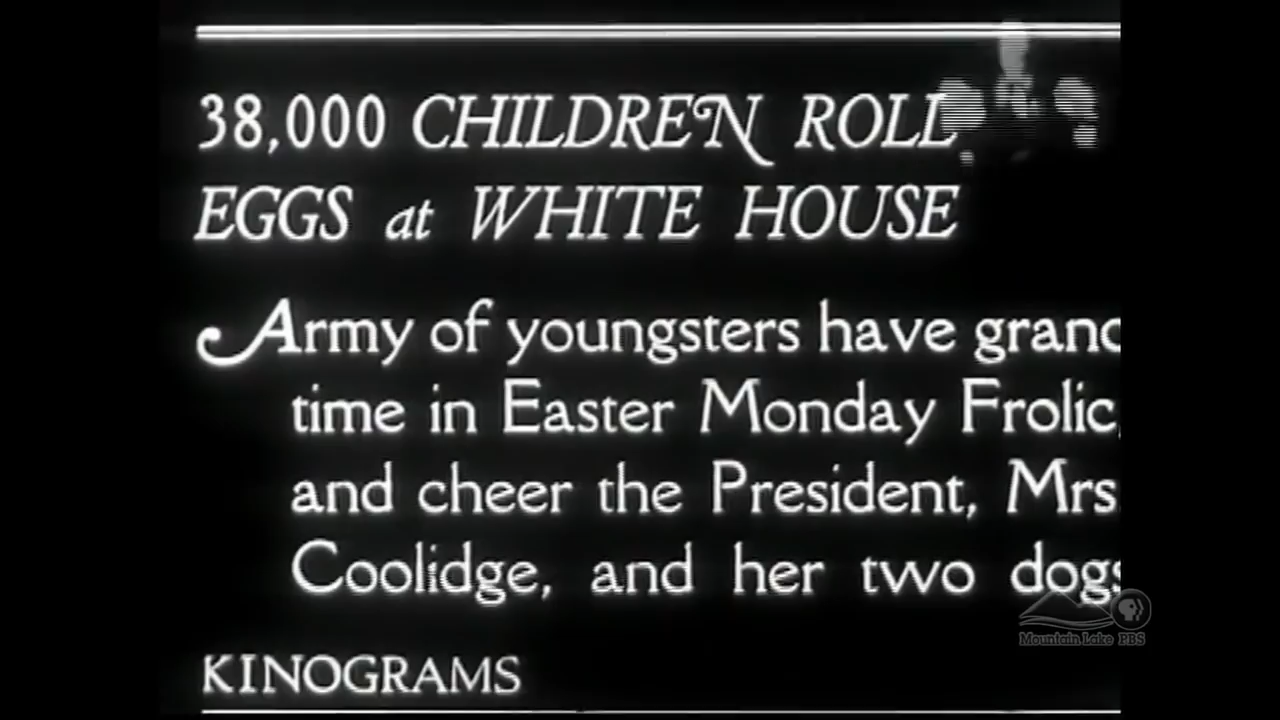 38,000 CHILDREN ROLL
EGGS at WHITE HOUSE
Army of youngsters have grand
time in Easter Monday Frolic,
and cheer the President, Mrs.
Coolidge, and her two dogs
KINOGRAMS
Mountain Lake PBS